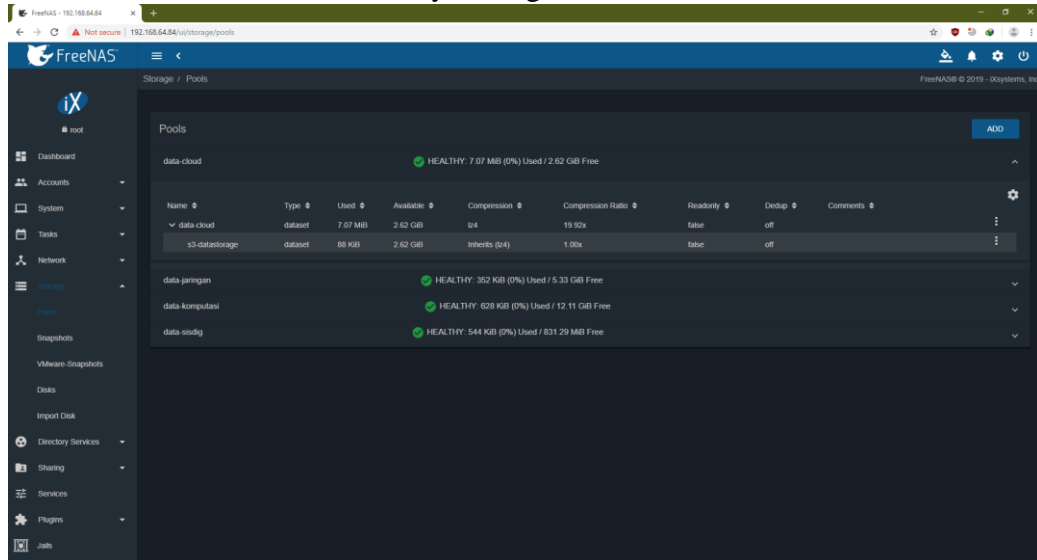 FreeNAS - 192.168.64.84
Not secure | 192.168.64.84/ui/storage/pools
FreeNAS
Storage / Pools
FreeNAS® © 2019 - iXsystems, Inc
iX
root
Dashboard
Accounts
System
Tasks
Network
Storage
Pools
Snapshots
VMware-Snapshots
Disks
Import Disk
Directory Services
Sharing
Services
Plugins
Jails
Pools
ADD
data-cloud HEALTHY: 7.07 MiB (0%) Used / 2.62 GiB Free
Name Type Used Available Compression Compression Ratio Readonly Dedup Comments
data-cloud dataset 7.07 MiB 2.62 GiB lz4 19.92x false off
s3-datastorage dataset 88 KiB 2.62 GiB Inherits (lz4) 1.00x false off
data-jaringan HEALTHY: 352 KiB (0%) Used / 5.33 GiB Free
data-komputasi HEALTHY: 628 KiB (0%) Used / 12.11 GiB Free
data-sisdig HEALTHY: 544 KiB (0%) Used / 831.29 MiB Free